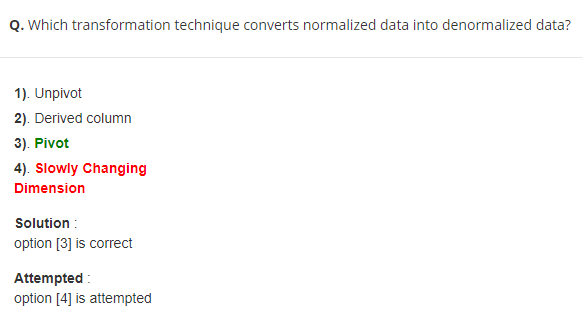 Q. Which transformation technique converts normalized data into denormalized data?
1). Unpivot
2). Derived column
3). Pivot
4). Slowly Changing
Dimension
Solution :
option [3] is correct
Attempted :
option [4] is attempted